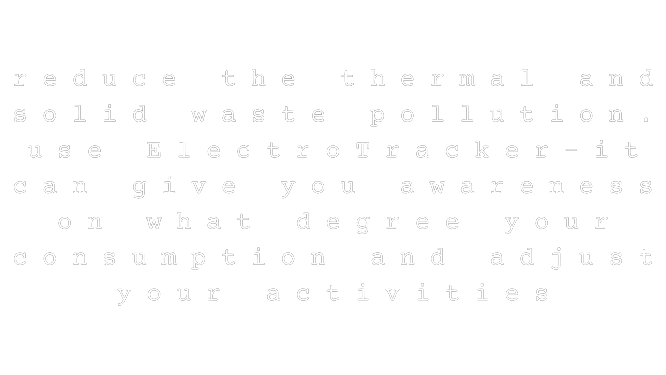 reduce the thermal and
solid waste pollution.
use ElectroTracker-it
can give you awareness
on what degree your
consumption and adjust
your activities